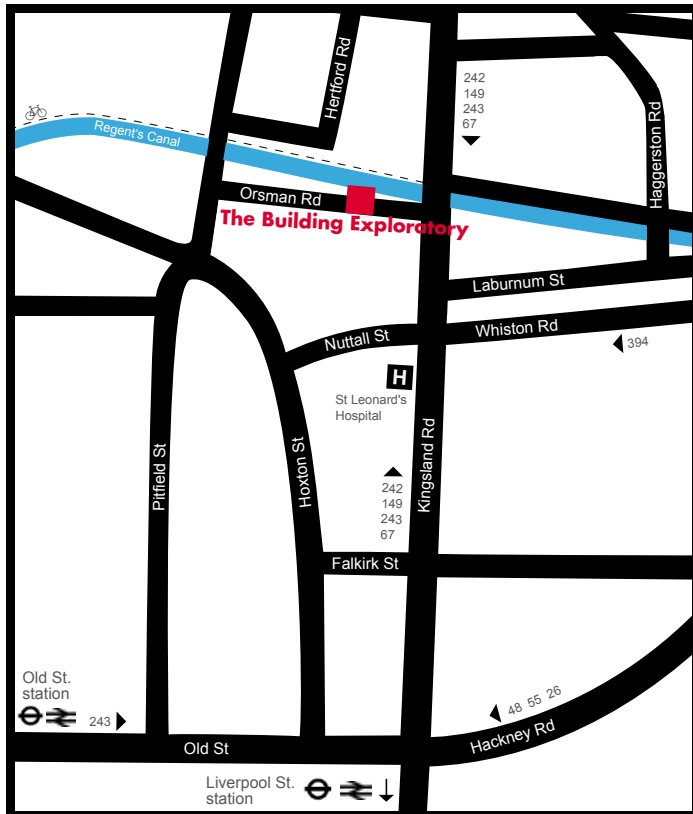 Hertford Rd
242
149
243
67
Haggerston Rd
Regent's Canal
Orsman Rd
The Building Exploratory
Laburnum St
Whiston Rd
Nuttall St
394
H
St Leonard's
Hospital
Kingsland Rd
Pitfield St
Hoxton St
242
149
243
67
Falkirk St
Old St.
station
243
48 55 26
Hackney Rd
Old St
Liverpool St.
station